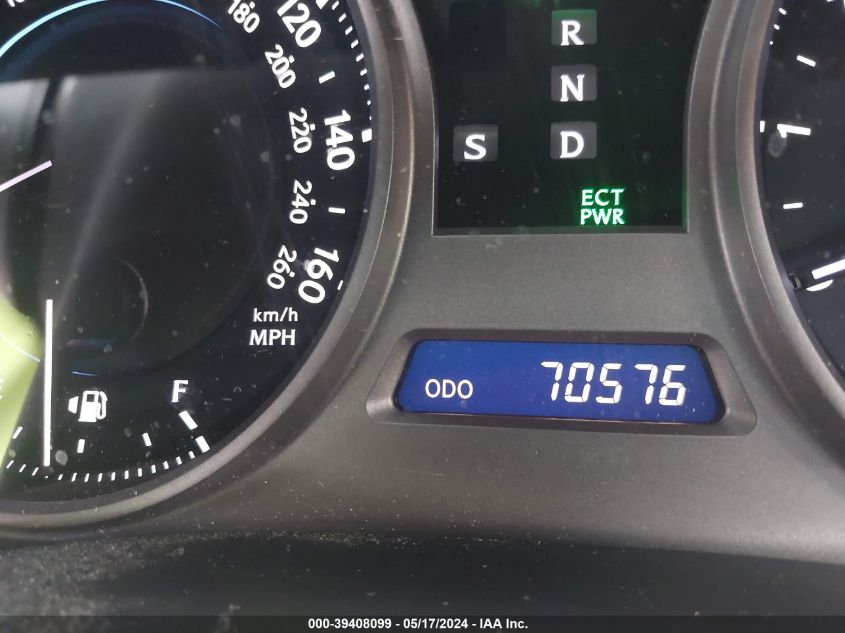 180
120
200
220
140
240
260
160
km/h
MPH
F
R
N
S D
ECT
PWR
1
ODO 70576
000-39408099 - 05/17/2024 - IAA Inc.